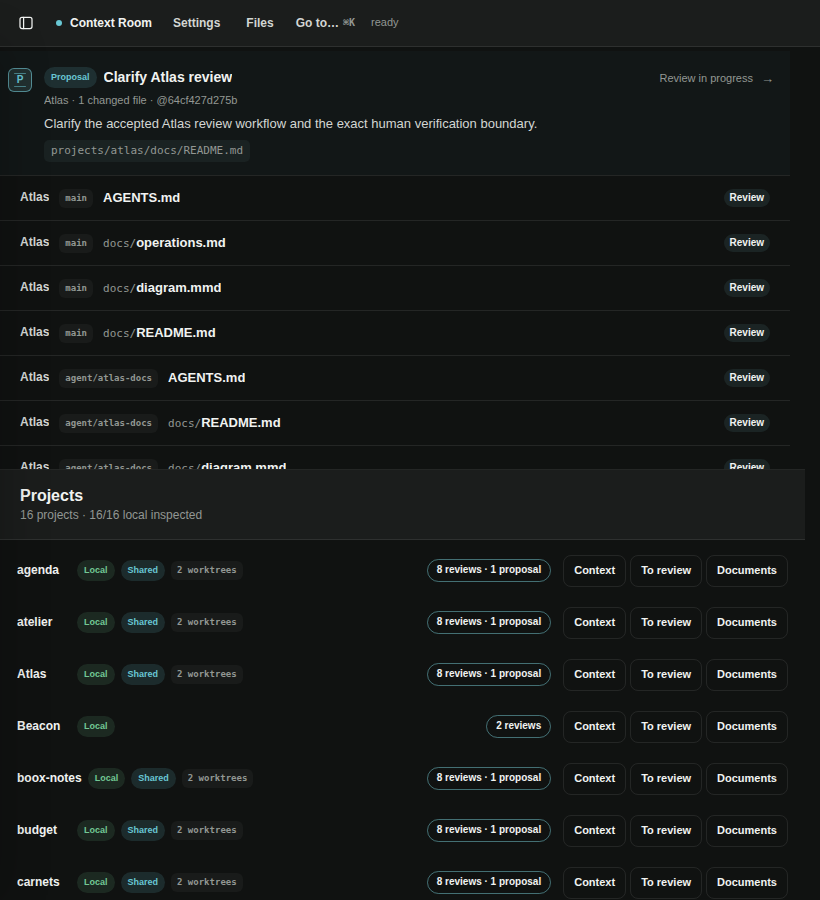 Context Room Settings Files Go to… ⌘K ready
P Proposal Clarify Atlas review Review in progress →
Atlas · 1 changed file · @64cf427d275b
Clarify the accepted Atlas review workflow and the exact human verification boundary.
projects/atlas/docs/README.md
Atlas main AGENTS.md Review
Atlas main docs/operations.md Review
Atlas main docs/diagram.mmd Review
Atlas main docs/README.md Review
Atlas agent/atlas-docs AGENTS.md Review
Atlas agent/atlas-docs docs/README.md Review
Atlas agent/atlas-docs docs/diagram.mmd Review
Projects
16 projects · 16/16 local inspected
agenda Local Shared 2 worktrees 8 reviews · 1 proposal Context To review Documents
atelier Local Shared 2 worktrees 8 reviews · 1 proposal Context To review Documents
Atlas Local Shared 2 worktrees 8 reviews · 1 proposal Context To review Documents
Beacon Local 2 reviews Context To review Documents
boox-notes Local Shared 2 worktrees 8 reviews · 1 proposal Context To review Documents
budget Local Shared 2 worktrees 8 reviews · 1 proposal Context To review Documents
carnets Local Shared 2 worktrees 8 reviews · 1 proposal Context To review Documents